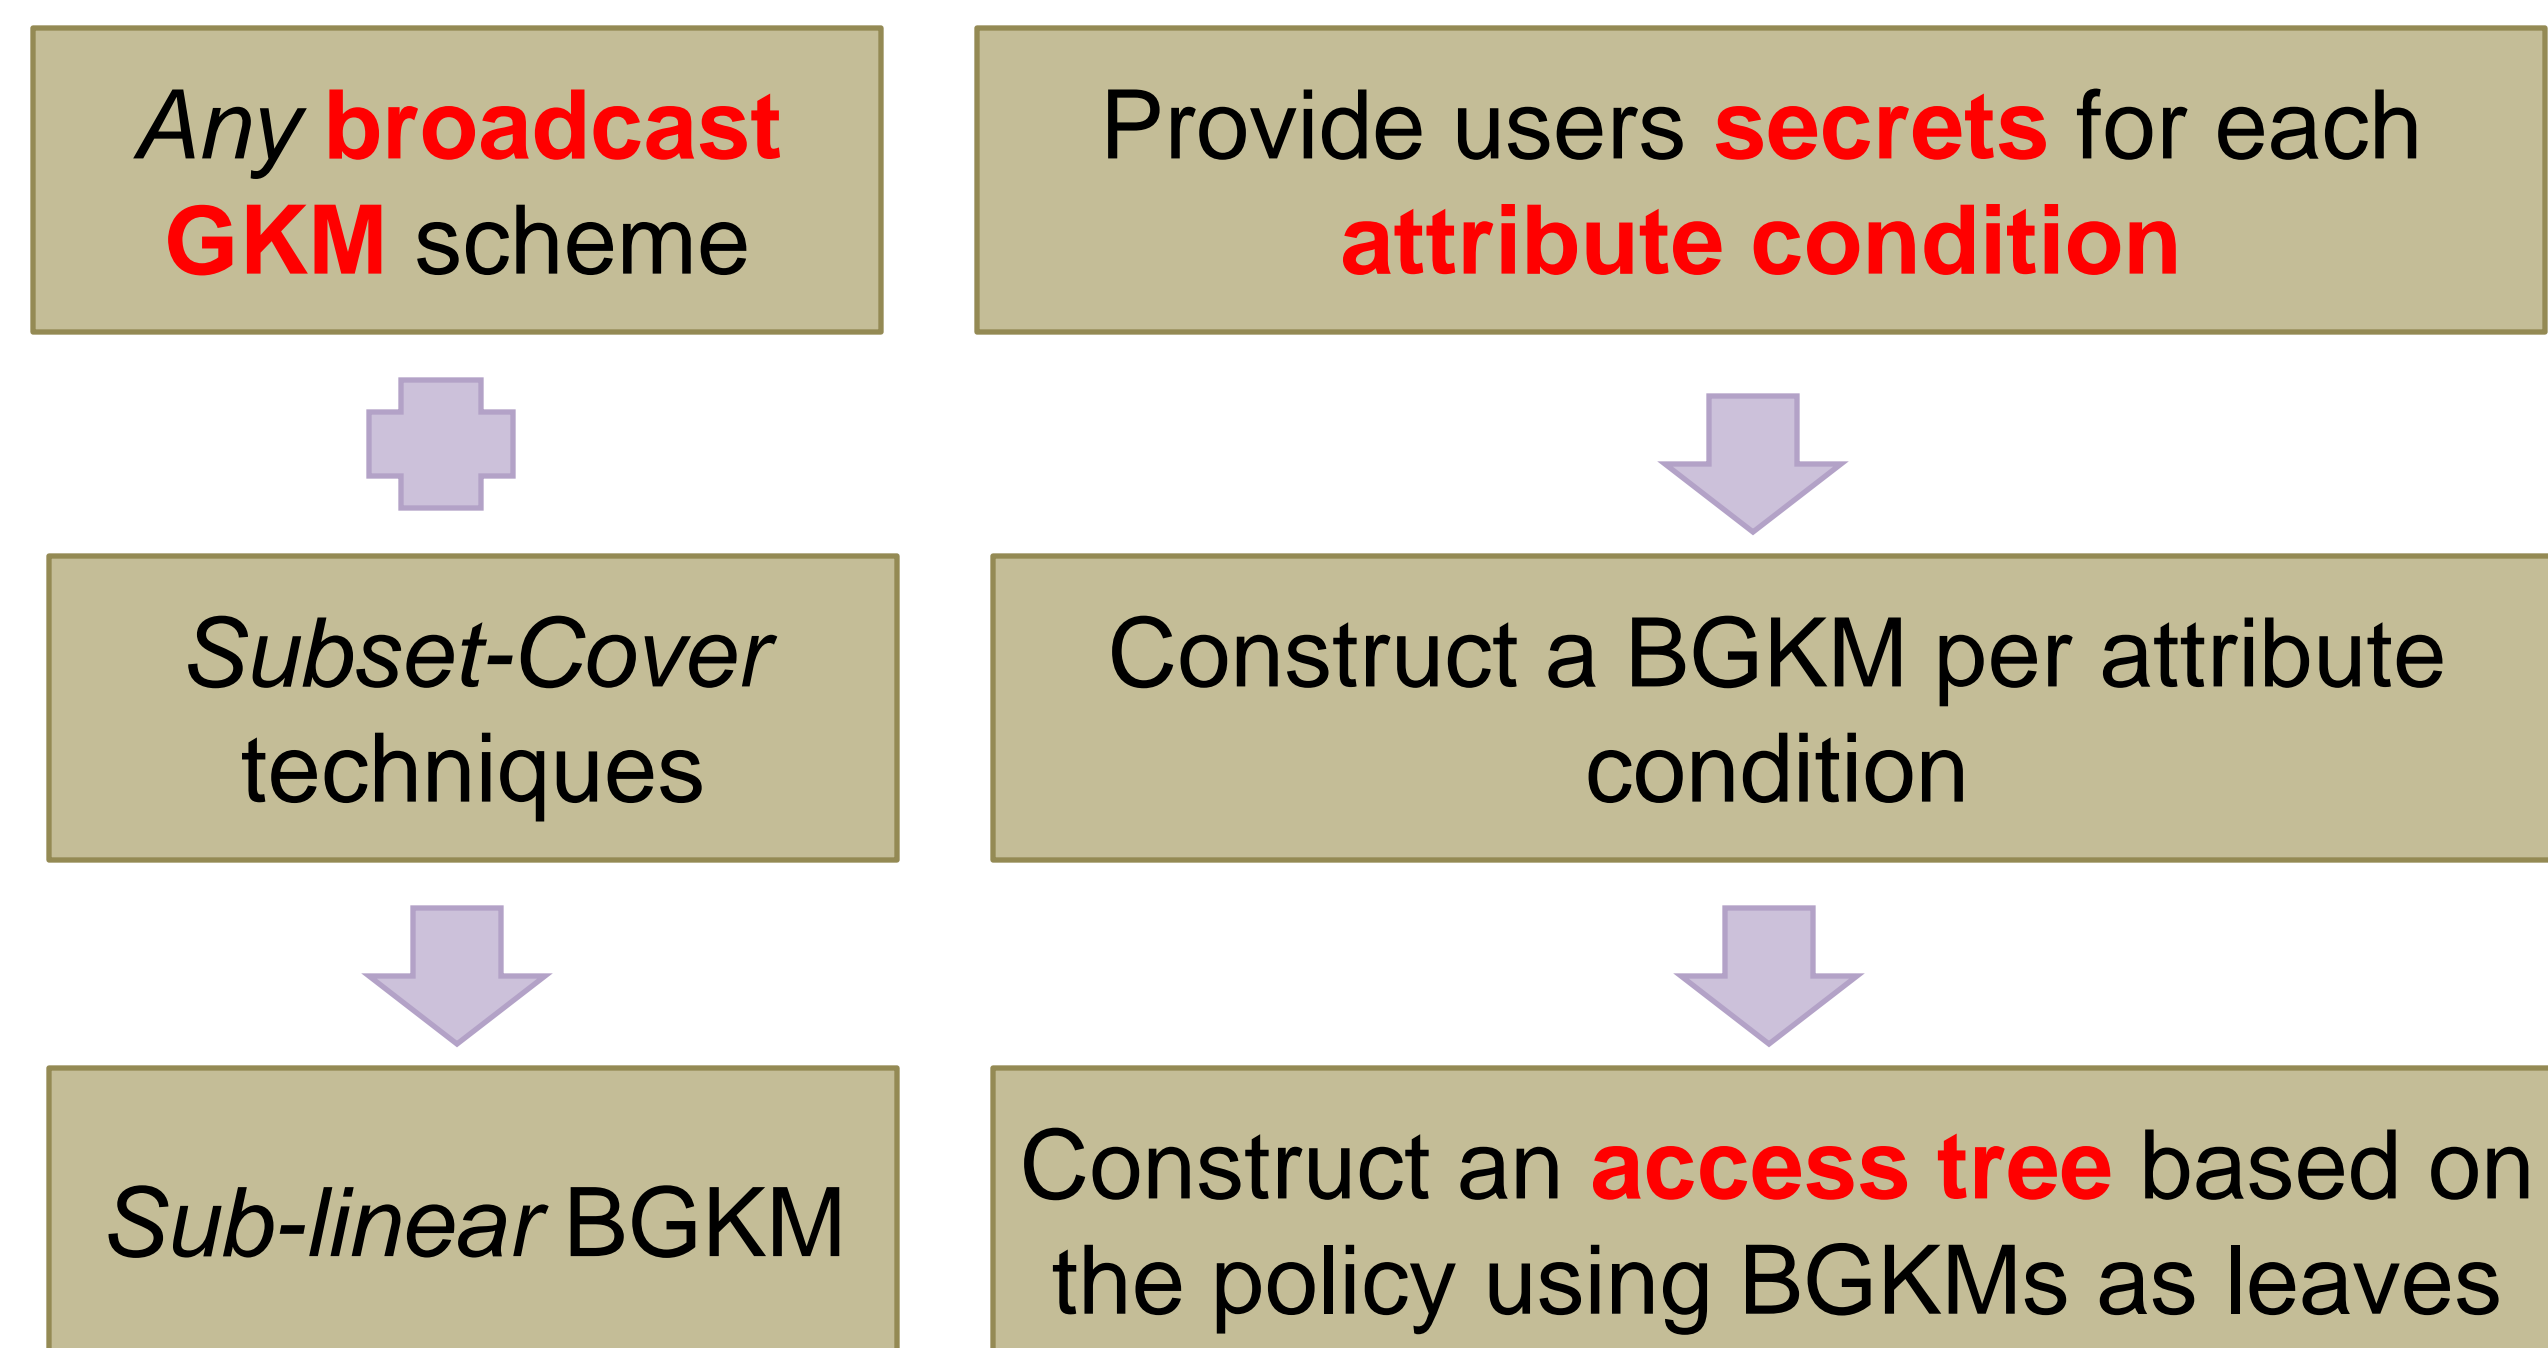 Any broadcast
GKM scheme
Subset-Cover
techniques
Sub-linear BGKM
Provide users secrets for each
attribute condition
Construct a BGKM per attribute
condition
Construct an access tree based on
the policy using BGKMs as leaves